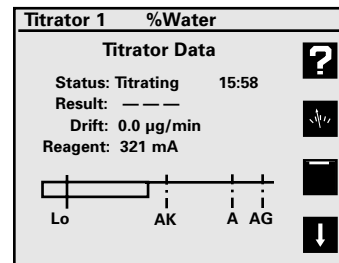 Titrator 1 %Water
Titrator Data
Status: Titrating 15:58
Result: — — —
Drift: 0.0 µg/min
Reagent: 321 mA
Lo AK A AG
?